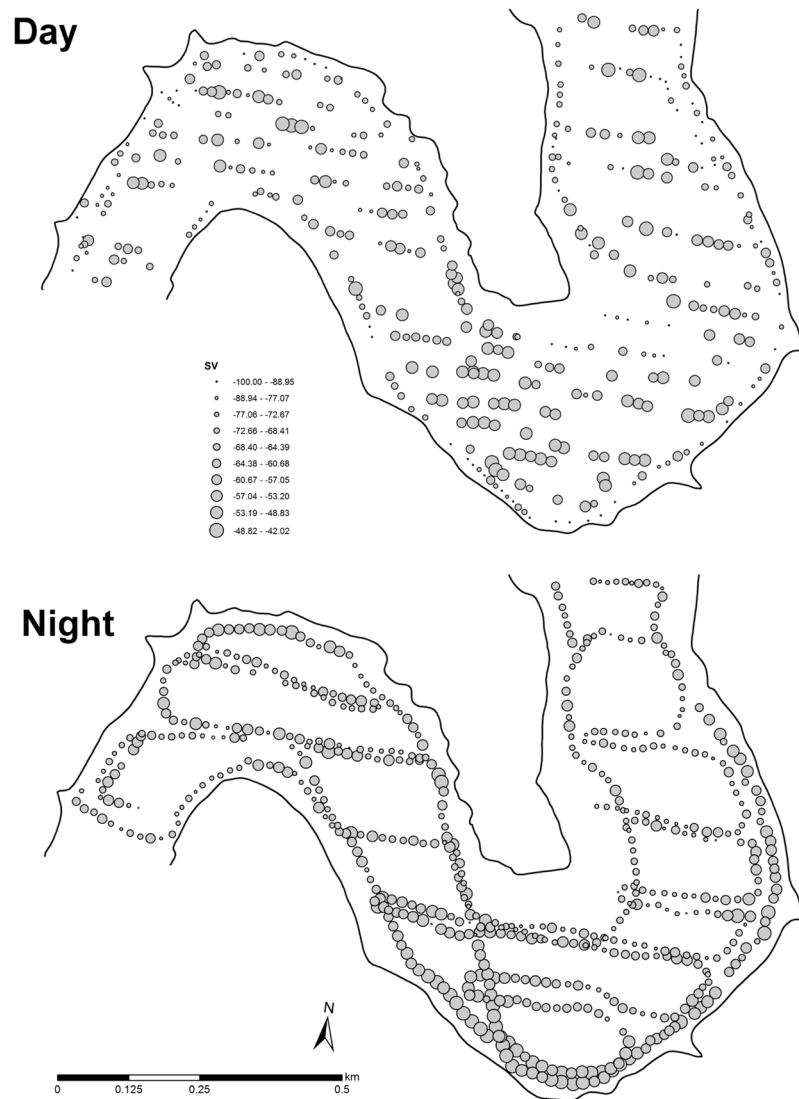 Day
SV
-100.00 - -88.95
-88.94 - -77.07
-77.06 - -72.67
-72.66 - -68.41
-68.40 - -64.39
-64.38 - -60.68
-60.67 - -57.05
-57.04 - -53.20
-53.19 - -48.83
-48.82 - -42.02
Night
N
km
0 0.125 0.25 0.5